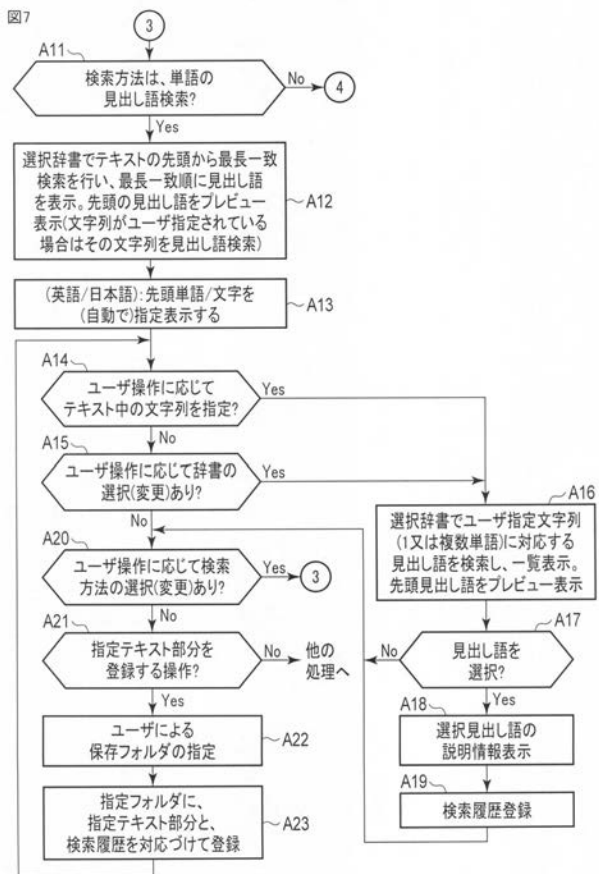 図7
3
A11
検索方法は、単語の
見出し語検索?
No
4
Yes
選択辞書でテキストの先頭から最長一致
検索を行い、最長一致順に見出し語
を表示。先頭の見出し語をプレビュー
表示(文字列がユーザ指定されている
場合はその文字列を見出し語検索)
A12
(英語/日本語):先頭単語/文字を
(自動で)指定表示する
A13
A14
ユーザ操作に応じて
テキスト中の文字列を指定?
Yes
No
A15
ユーザ操作に応じて辞書の
選択(変更)あり?
Yes
No
A16
選択辞書でユーザ指定文字列
(1又は複数単語)に対応する
見出し語を検索し、一覧表示。
先頭見出し語をプレビュー表示
A20
ユーザ操作に応じて検索
方法の選択(変更)あり?
Yes
3
No
A17
見出し語を
選択?
No
Yes
A21
指定テキスト部分を
登録する操作?
No
他の
処理へ
Yes
A18
選択見出し語の
説明情報表示
A22
ユーザによる
保存フォルダの指定
A19
検索履歴登録
A23
指定フォルダに、
指定テキスト部分と、
検索履歴を対応づけて登録